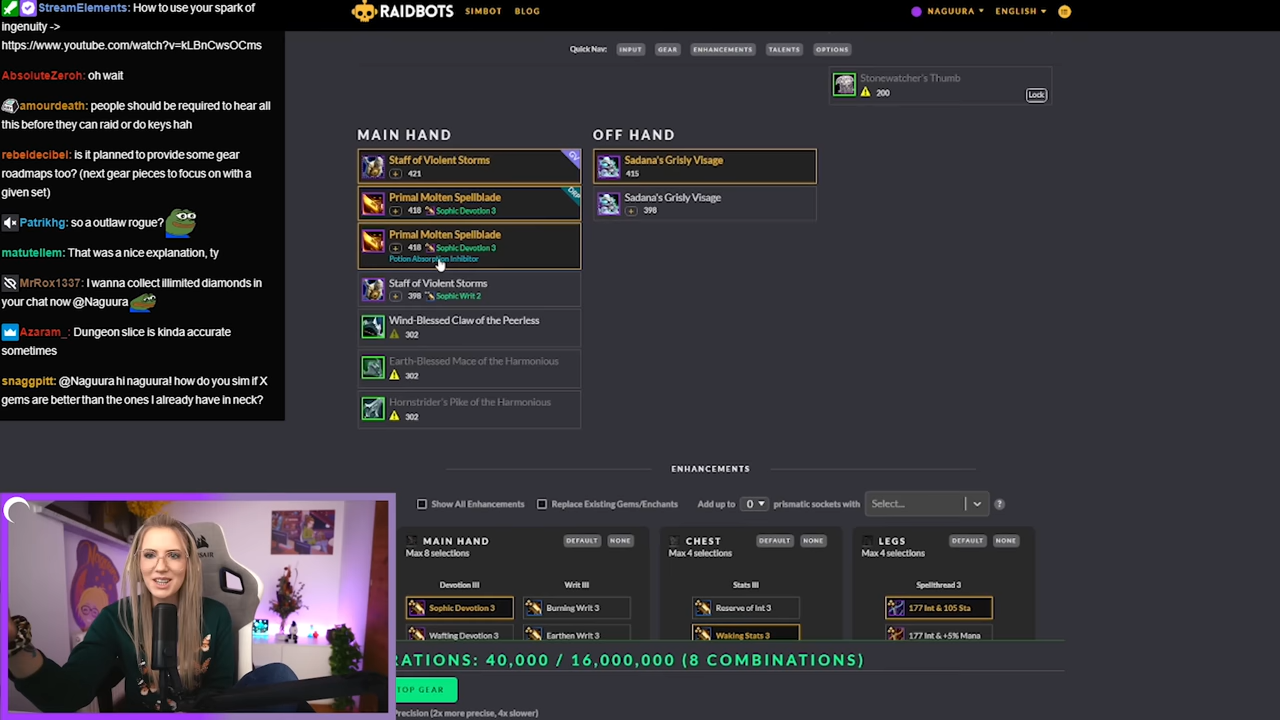 StreamElements: How to use your spark of
ingenuity ->
https://www.youtube.com/watch?v=kLBnCwsOCms
AbsoluteZeroh: oh wait
amourdeath: people should be required to hear all
this before they can raid or do keys hah
rebeldecibel: is it planned to provide some gear
roadmaps too? (next gear pieces to focus on with a
given set)
Patrikhg: so a outlaw rogue?
matutellem: That was a nice explanation, ty
MrRox1337: I wanna collect illimited diamonds in
your chat now @Naguura
Azaram_: Dungeon slice is kinda accurate
sometimes
snaggpitt: @Naguura hi naguura! how do you sim if X
gems are better than the ones I already have in neck?
RAIDBOTS SIMBOT BLOG
NAGUURA ENGLISH
Quick Nav: INPUT GEAR ENHANCEMENTS TALENTS OPTIONS
Stonewatcher's Thumb
200
Lock
MAIN HAND
Staff of Violent Storms
GV
+ 421
Primal Molten Spellblade
+ 418 Sophic Devotion 3
Primal Molten Spellblade
+ 418 Sophic Devotion 3
Potion Absorption Inhibitor
Staff of Violent Storms
+ 398 Sophic Writ 2
Wind-Blessed Claw of the Peerless
302
Earth-Blessed Mace of the Harmonious
302
Hornstrider's Pike of the Harmonious
302
OFF HAND
Sadana's Grisly Visage
415
Sadana's Grisly Visage
+ 398
ENHANCEMENTS
Show All Enhancements Replace Existing Gems/Enchants Add up to 0 prismatic sockets with Select... ?
MAIN HAND DEFAULT NONE
Max 8 selections
Devotion III Writ III
Sophic Devotion 3 Burning Writ 3
Wafting Devotion 3 Earthen Writ 3
CHEST DEFAULT NONE
Max 4 selections
Stats III
Reserve of Int 3
Waking Stats 3
LEGS DEFAULT NONE
Max 4 selections
Spellthread 3
177 Int & 105 Sta
177 Int & +5% Mana
RATIONS: 40,000 / 16,000,000 (8 COMBINATIONS)
TOP GEAR
Precision (2x more precise, 4x slower)